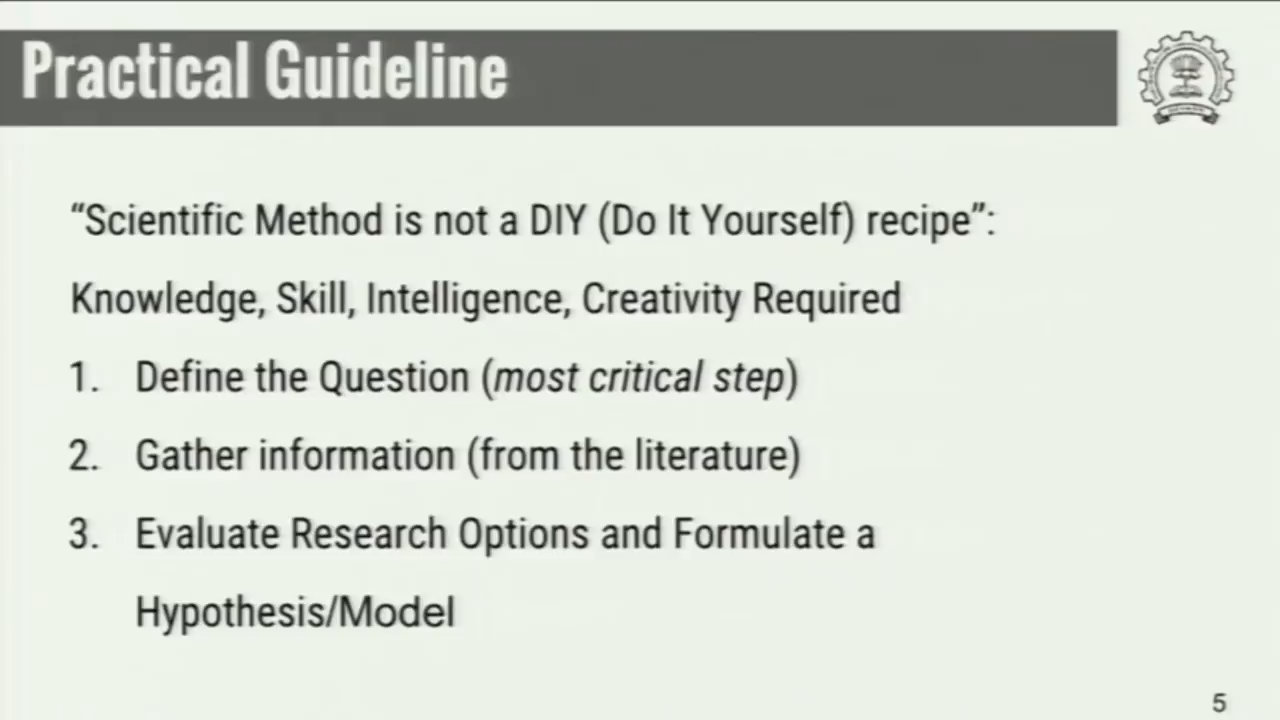 Practical Guideline
“Scientific Method is not a DIY (Do It Yourself) recipe”:
Knowledge, Skill, Intelligence, Creativity Required
1. Define the Question (most critical step)
2. Gather information (from the literature)
3. Evaluate Research Options and Formulate a
Hypothesis/Model
5